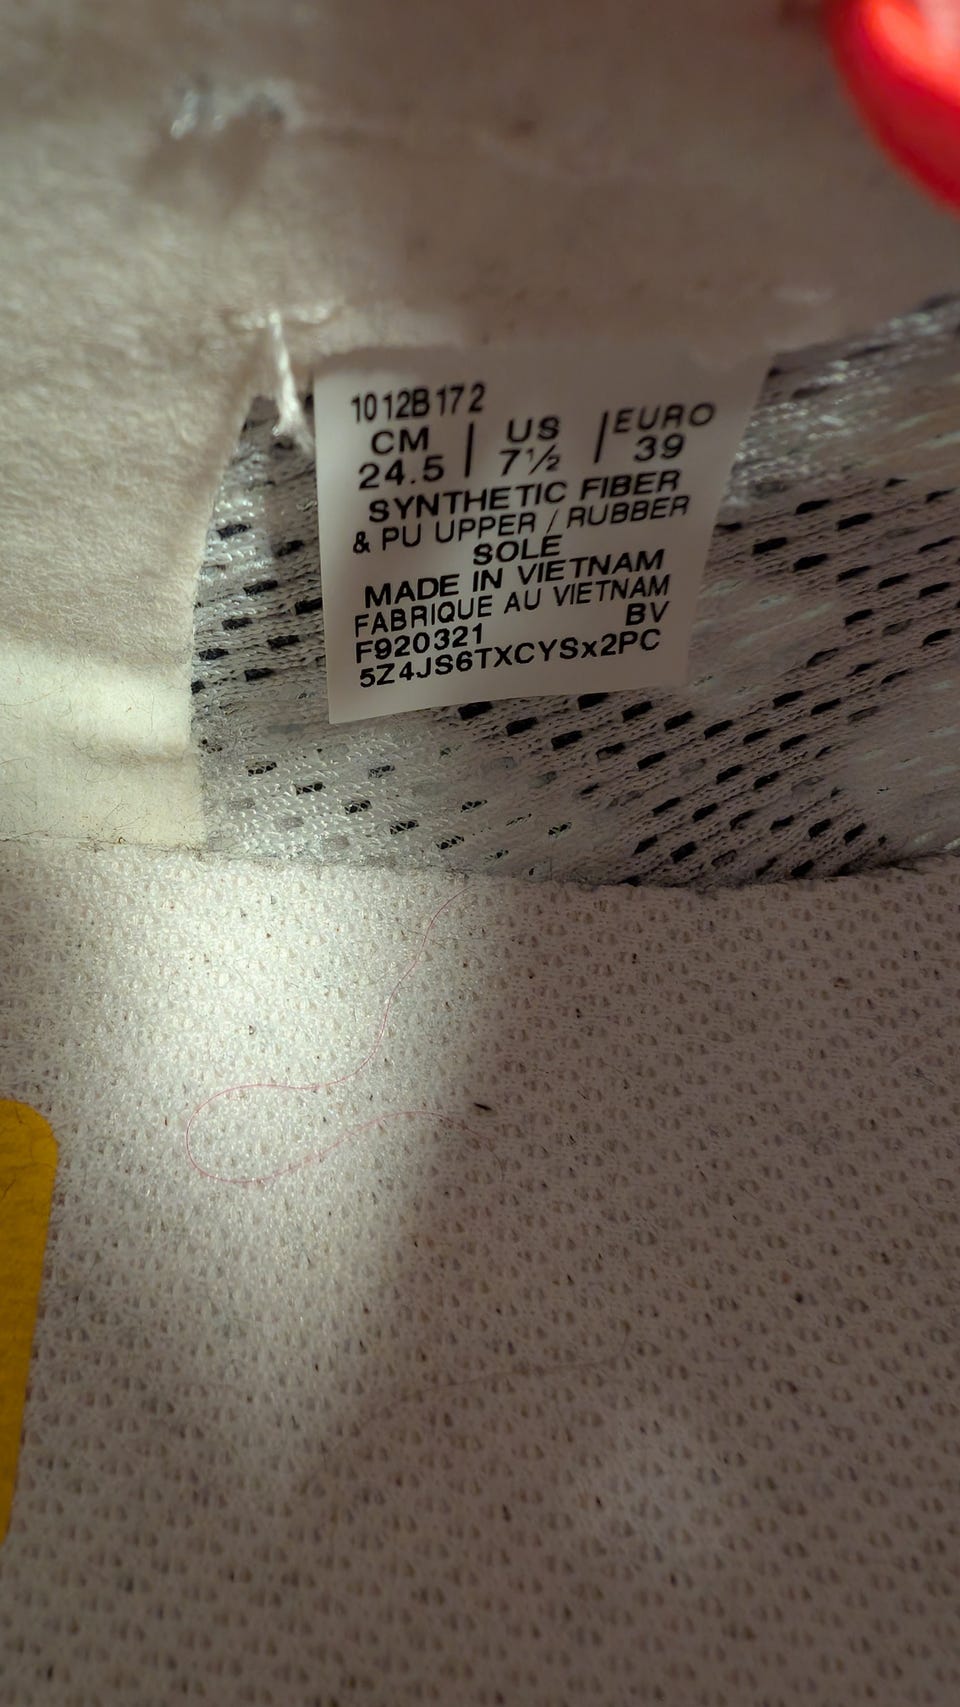 1012B172
CM | US | EURO
24.5 | 7½ | 39
SYNTHETIC FIBER
& PU UPPER / RUBBER
SOLE
MADE IN VIETNAM
FABRIQUE AU VIETNAM
F920321 BV
5Z4JS6TXCYSx2PC